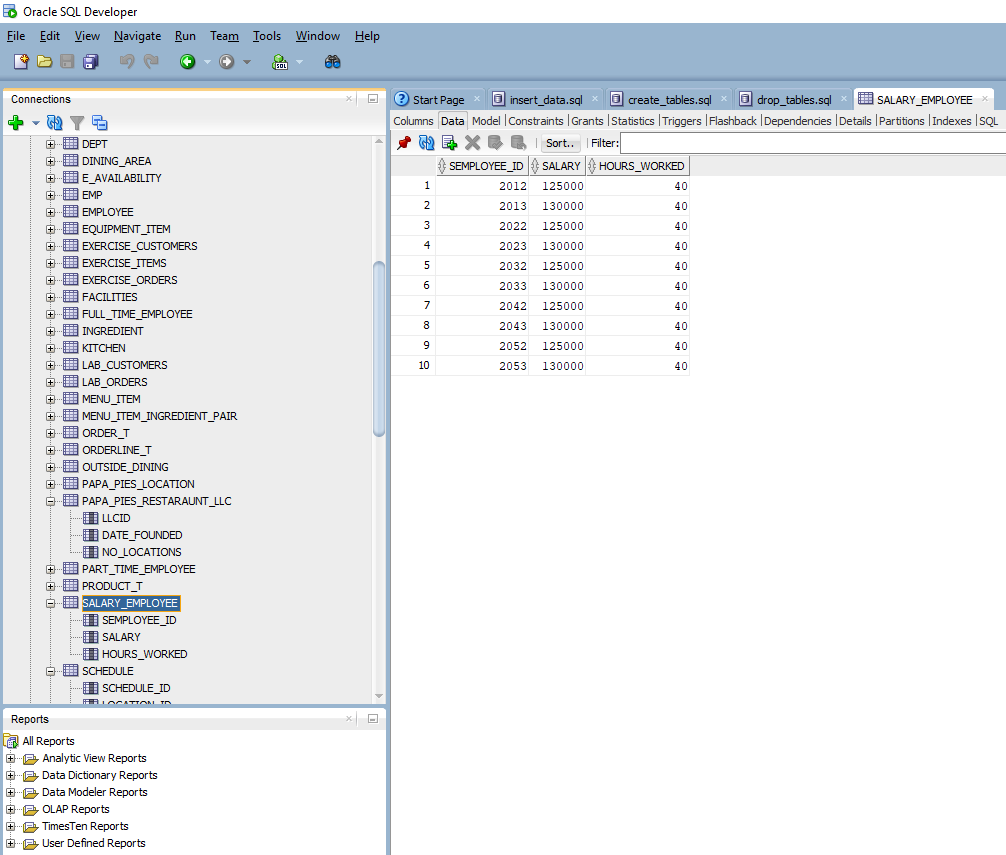 Oracle SQL Developer
File Edit View Navigate Run Team Tools Window Help
SQL
Connections
DEPT
DINING_AREA
E_AVAILABILITY
EMP
EMPLOYEE
EQUIPMENT_ITEM
EXERCISE_CUSTOMERS
EXERCISE_ITEMS
EXERCISE_ORDERS
FACILITIES
FULL_TIME_EMPLOYEE
INGREDIENT
KITCHEN
LAB_CUSTOMERS
LAB_ORDERS
MENU_ITEM
MENU_ITEM_INGREDIENT_PAIR
ORDER_T
ORDERLINE_T
OUTSIDE_DINING
PAPA_PIES_LOCATION
PAPA_PIES_RESTARAUNT_LLC
LLCID
DATE_FOUNDED
NO_LOCATIONS
PART_TIME_EMPLOYEE
PRODUCT_T
SALARY_EMPLOYEE
SEMPLOYEE_ID
SALARY
HOURS_WORKED
SCHEDULE
SCHEDULE_ID
LOCATION_ID
Reports
All Reports
Analytic View Reports
Data Dictionary Reports
Data Modeler Reports
OLAP Reports
TimesTen Reports
User Defined Reports
Start Page insert_data.sql create_tables.sql drop_tables.sql SALARY_EMPLOYEE
Columns Data Model Constraints Grants Statistics Triggers Flashback Dependencies Details Partitions Indexes SQL
Sort.. Filter:
SEMPLOYEE_ID SALARY HOURS_WORKED
1 2012 125000 40
2 2013 130000 40
3 2022 125000 40
4 2023 130000 40
5 2032 125000 40
6 2033 130000 40
7 2042 125000 40
8 2043 130000 40
9 2052 125000 40
10 2053 130000 40